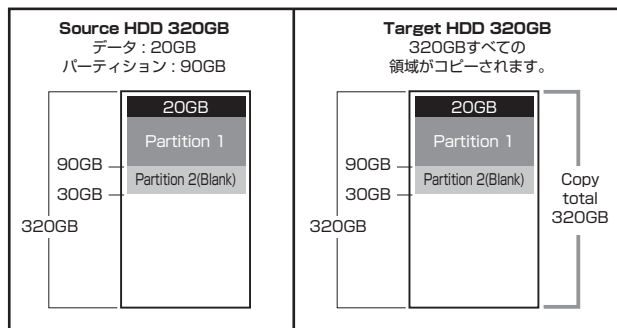 Source HDD 320GB
データ : 20GB
パーティション : 90GB
20GB
Partition 1
90GB
Partition 2(Blank)
30GB
320GB
Target HDD 320GB
320GBすべての
領域がコピーされます。
20GB
Partition 1
90GB
Partition 2(Blank)
30GB
320GB
Copy
total
320GB